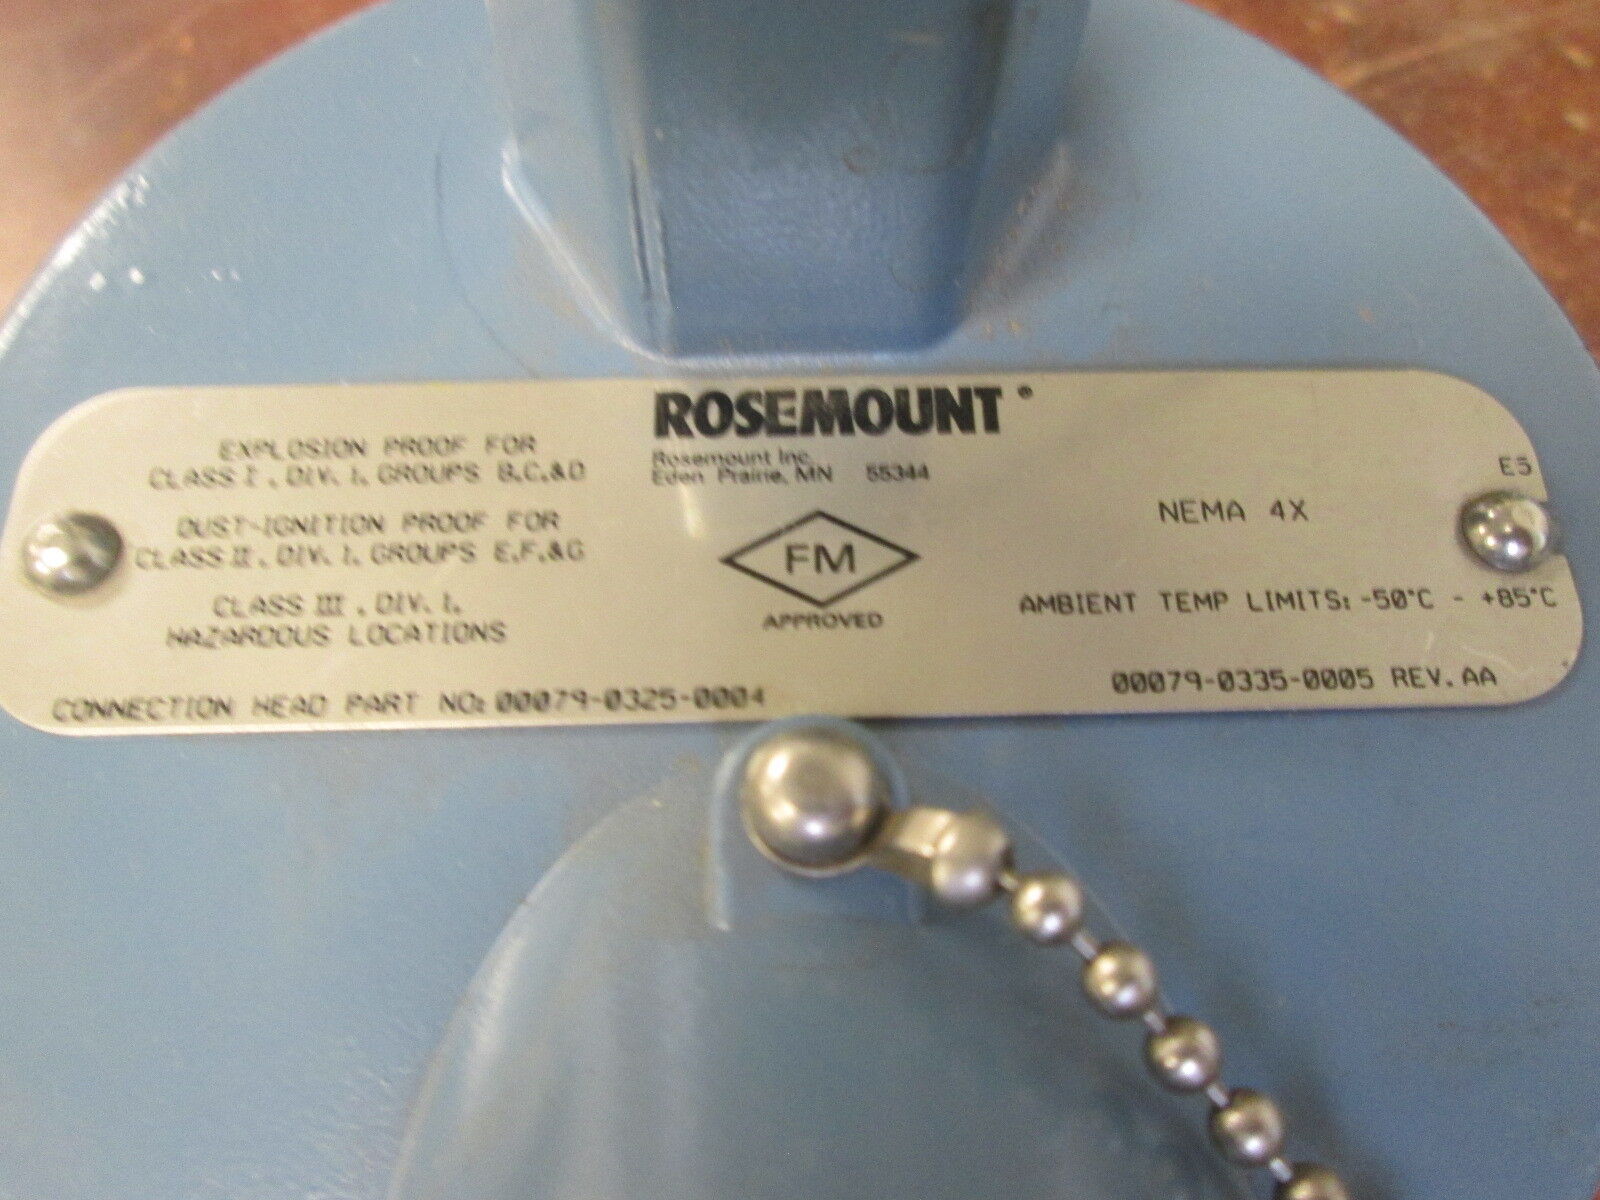 ROSEMOUNT®
Rosemount Inc.
Eden Prairie, MN 55344
EXPLOSION PROOF FOR
CLASS I, DIV. 1, GROUPS B,C,&D
DUST-IGNITION PROOF FOR
CLASS II, DIV. 1, GROUPS E,F,&G
CLASS III, DIV. 1,
HAZARDOUS LOCATIONS
CONNECTION HEAD PART NO: 00079-0325-0004
FM
APPROVED
E5
NEMA 4X
AMBIENT TEMP LIMITS: -50°C - +85°C
00079-0335-0005 REV. AA